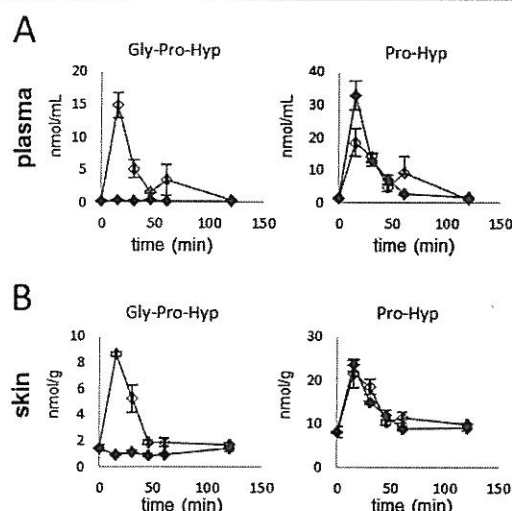 A
Gly-Pro-Hyp
Pro-Hyp
plasma
nmol/mL
20
15
10
5
0
0 50 100 150
time (min)
nmol/mL
40
30
20
10
0
0 50 100 150
time (min)
B
Gly-Pro-Hyp
Pro-Hyp
skin
nmol/g
10
8
6
4
2
0
0 50 100 150
time (min)
nmol/g
30
20
10
0
0 50 100 150
time (min)